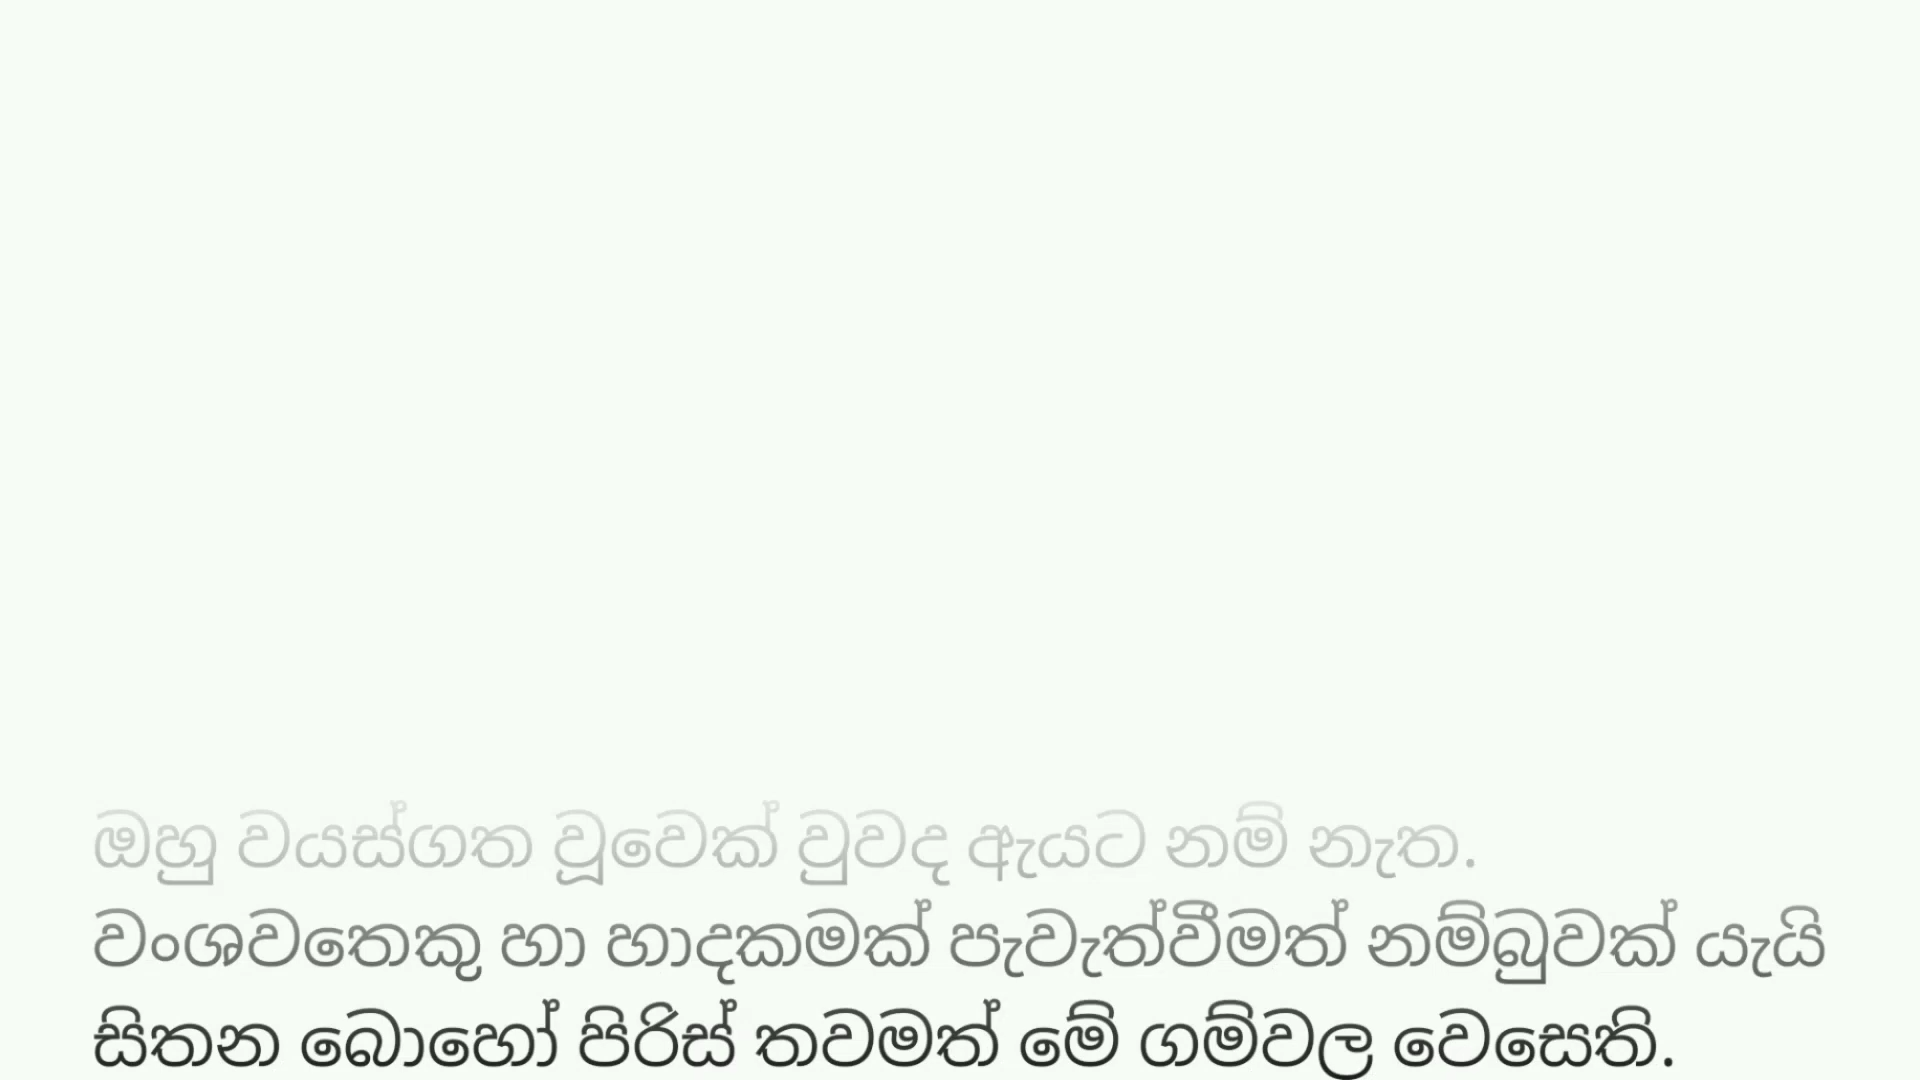 ඔහු වයස්ගත වූවෙක් වුවද ඇයට නම් නැත.
වංශවතෙකු හා හාදකමක් පැවැත්වීමත් නම්බුවක් යැයි
සිතන බොහෝ පිරිස් තවමත් මේ ගම්වල වෙසෙති.